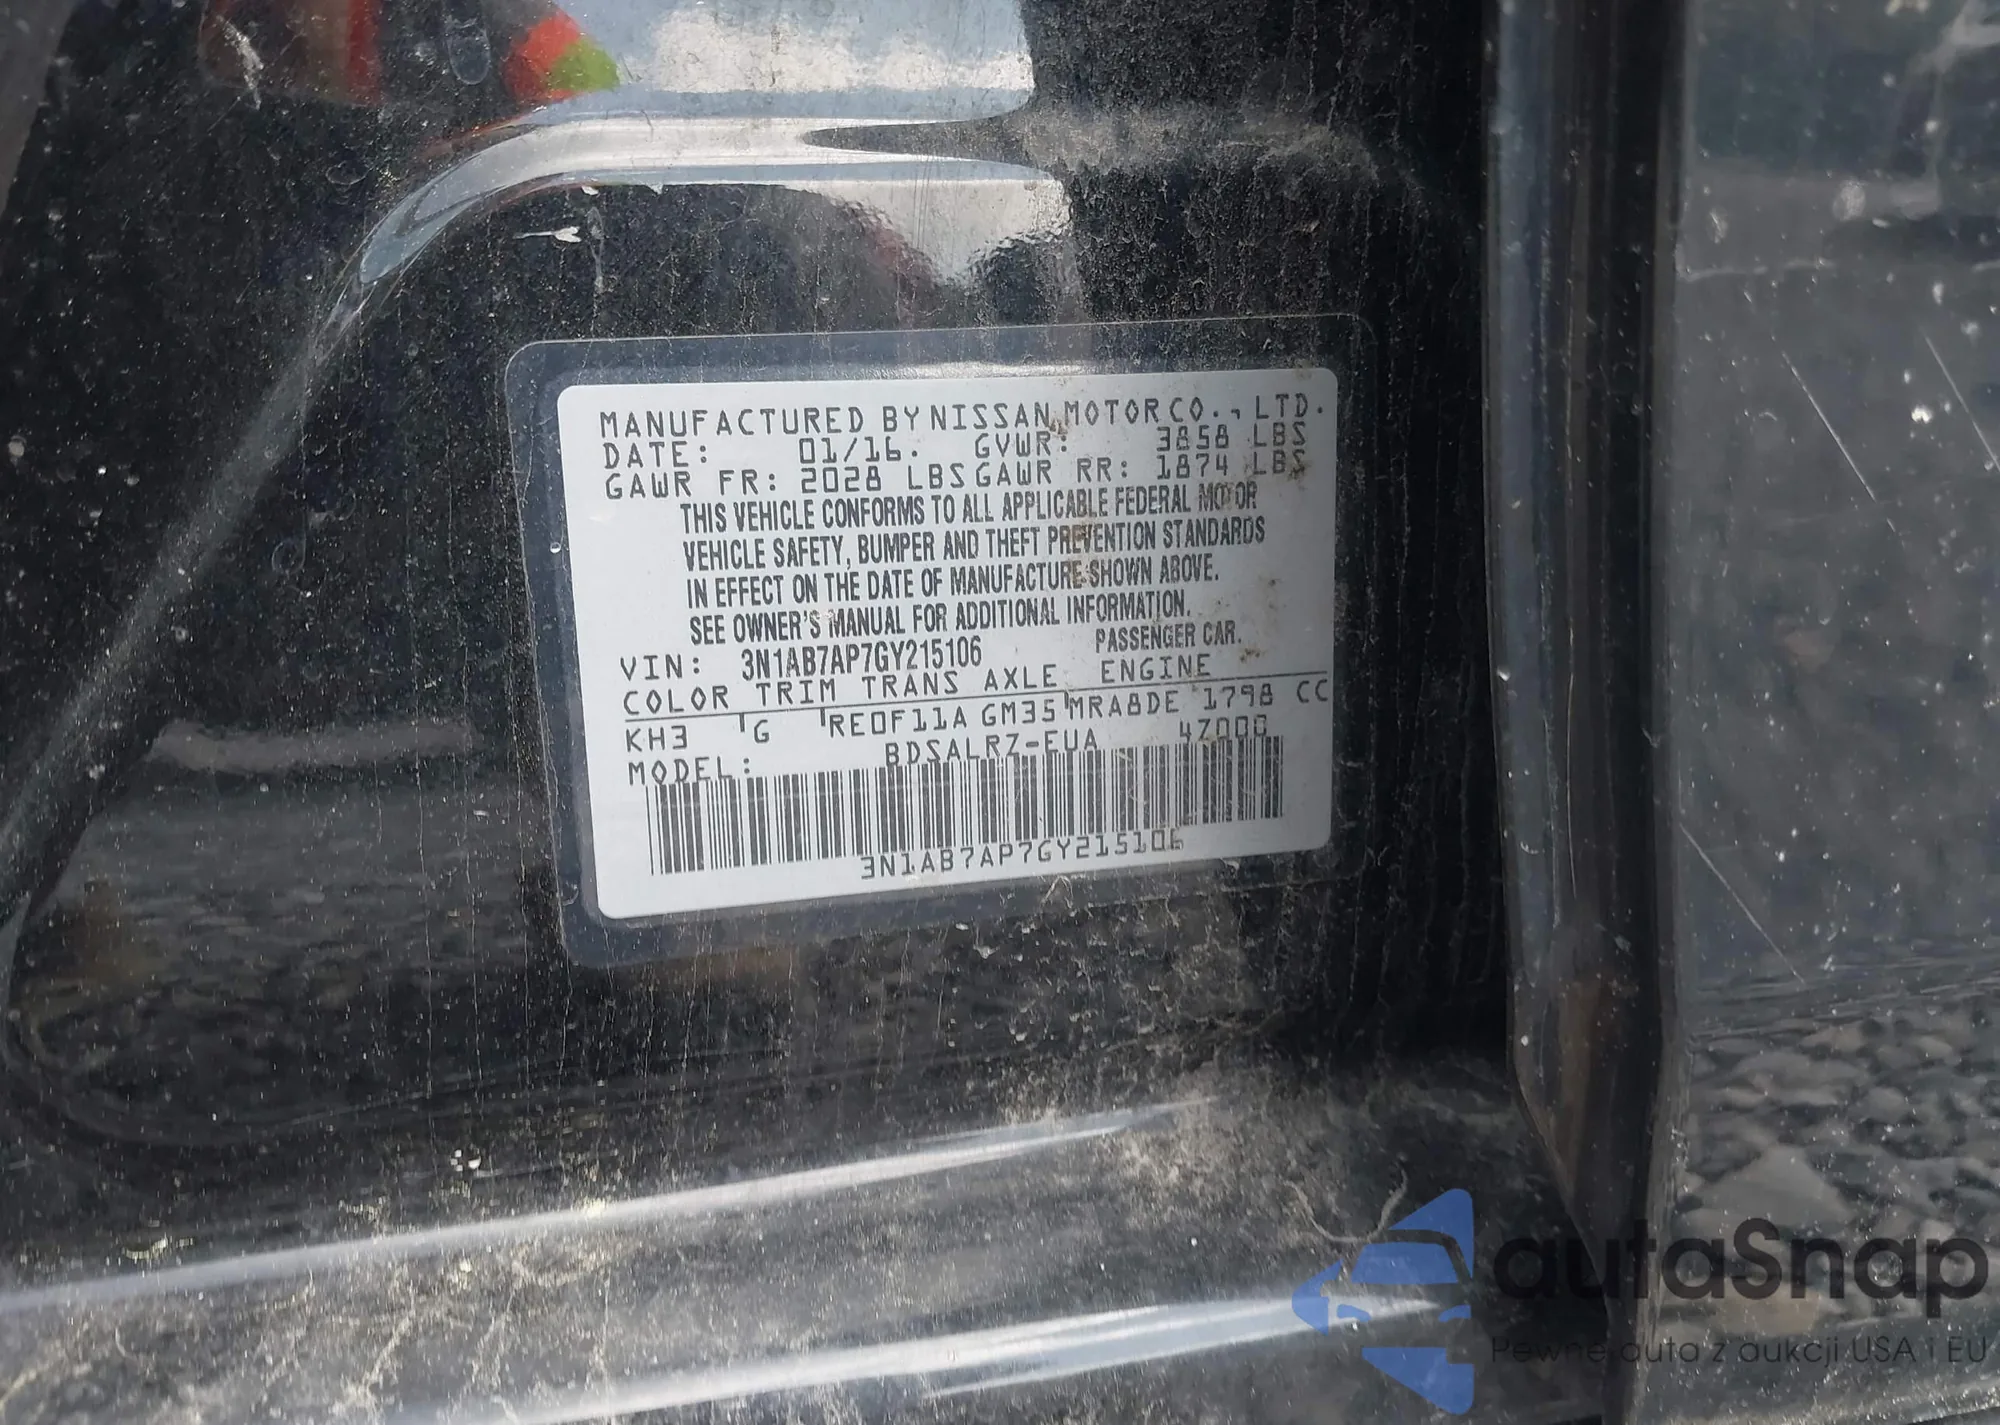 MANUFACTURED BY NISSAN MOTOR CO., LTD.
DATE: 01/16. GVWR: 3858 LBS
GAWR FR: 2028 LBS GAWR RR: 1874 LBS
THIS VEHICLE CONFORMS TO ALL APPLICABLE FEDERAL MOTOR
VEHICLE SAFETY, BUMPER AND THEFT PREVENTION STANDARDS
IN EFFECT ON THE DATE OF MANUFACTURE SHOWN ABOVE.
SEE OWNER'S MANUAL FOR ADDITIONAL INFORMATION.
VIN: 3N1AB7AP7GY215106 PASSENGER CAR.
COLOR TRIM TRANS AXLE ENGINE
KH3 G RE0F11A GM35 MRA8DE 1798 CC
MODEL: BDSALRZ-EUA 4Z000
3N1AB7AP7GY215106
autaSnap
Pewne auta z aukcji USA i EU